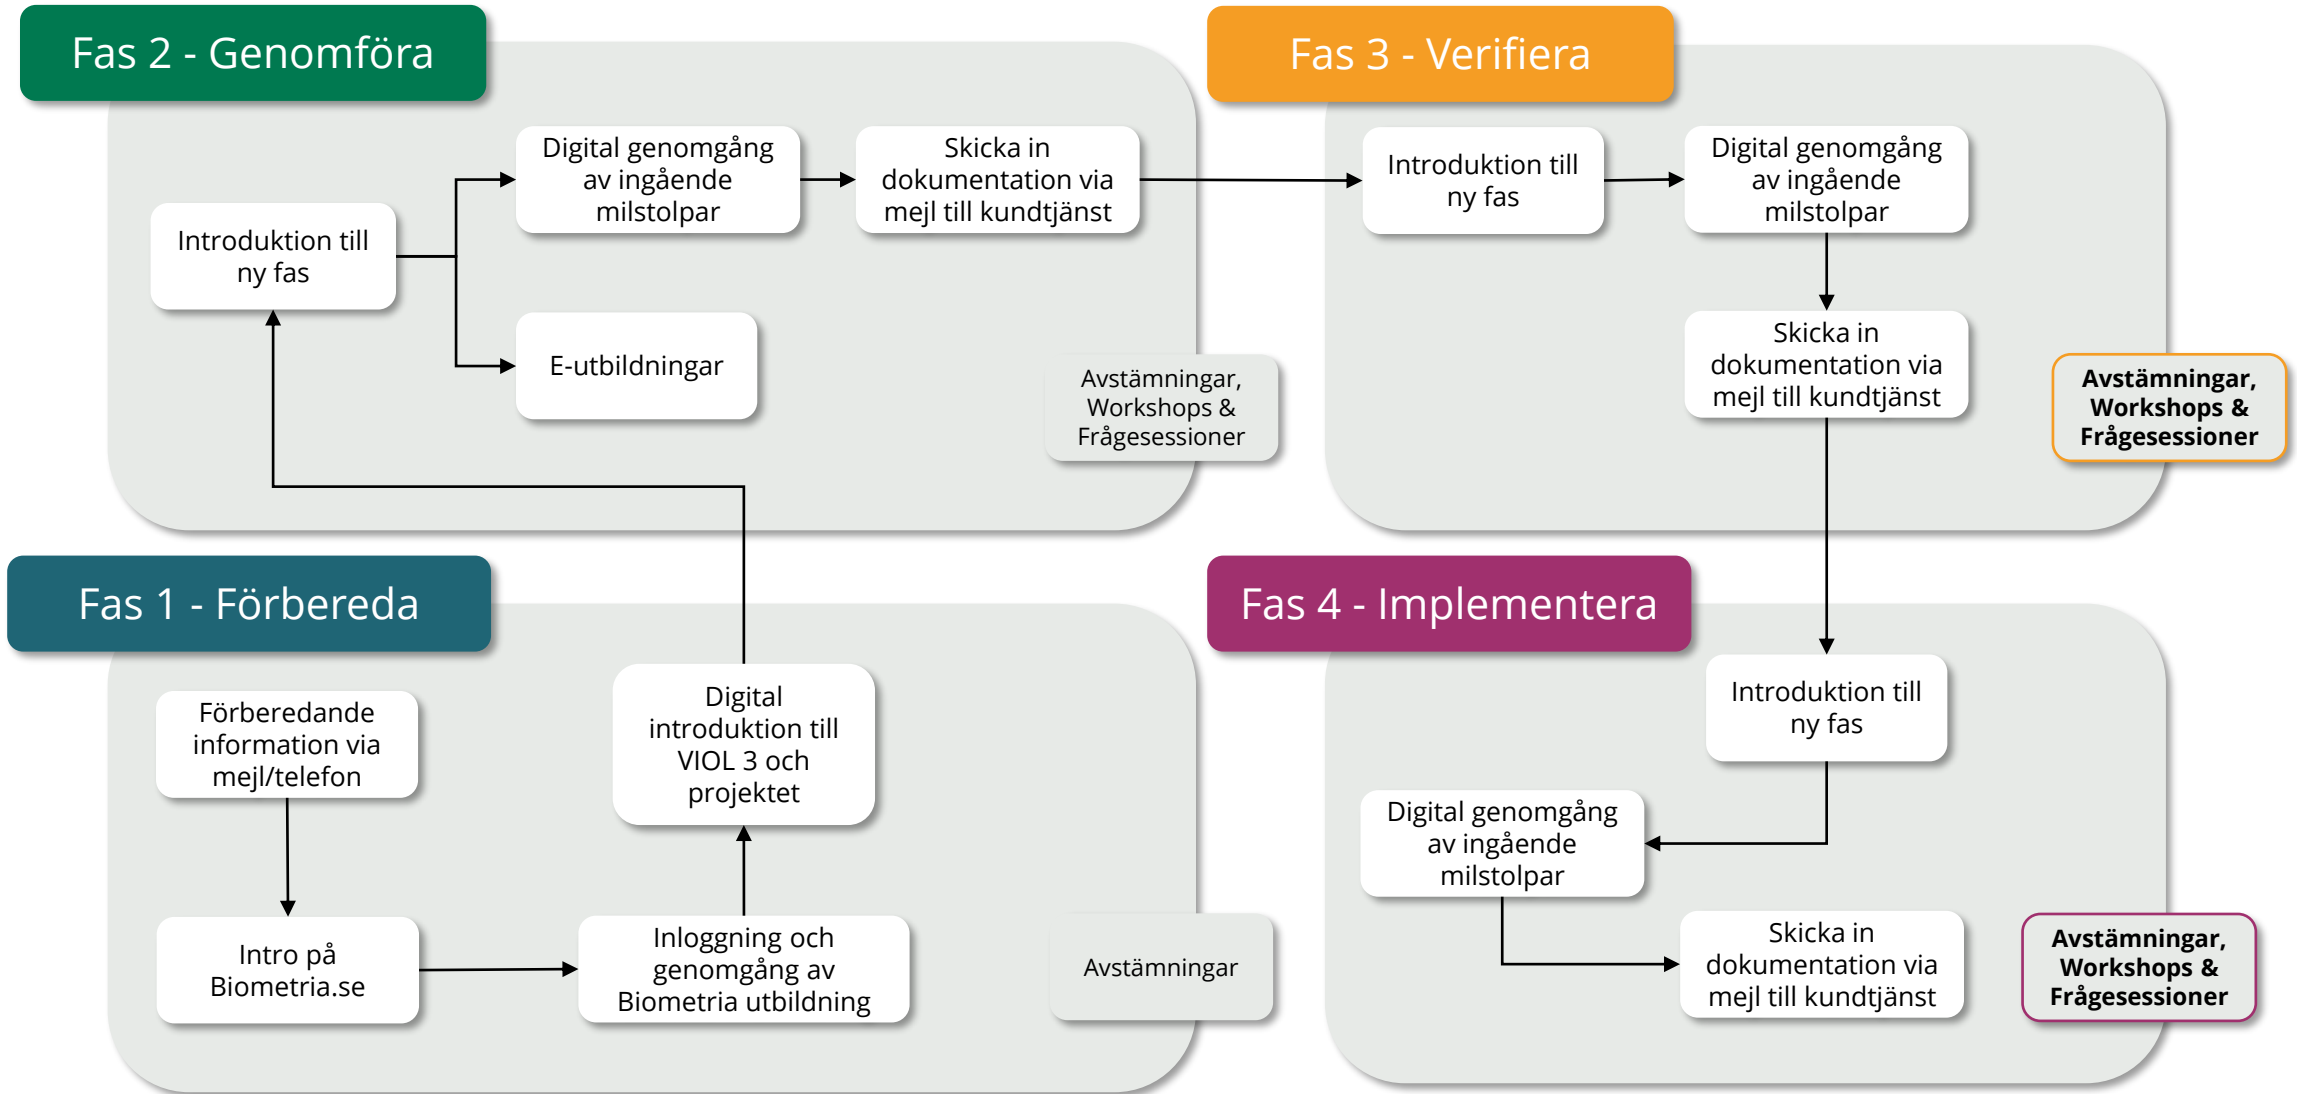 Fas 2 - Genomföra
Introduktion till
ny fas
Digital genomgång
av ingående
milstolpar
Skicka in
dokumentation via
mejl till kundtjänst
E-utbildningar
Avstämningar,
Workshops &
Frågesessioner
Fas 3 - Verifiera
Introduktion till
ny fas
Digital genomgång
av ingående
milstolpar
Skicka in
dokumentation via
mejl till kundtjänst
Avstämningar,
Workshops &
Frågesessioner
Fas 1 - Förbereda
Förberedande
information via
mejl/telefon
Intro på
Biometria.se
Inloggning och
genomgång av
Biometria utbildning
Digital
introduktion till
VIOL 3 och
projektet
Avstämningar
Fas 4 - Implementera
Introduktion till
ny fas
Digital genomgång
av ingående
milstolpar
Skicka in
dokumentation via
mejl till kundtjänst
Avstämningar,
Workshops &
Frågesessioner